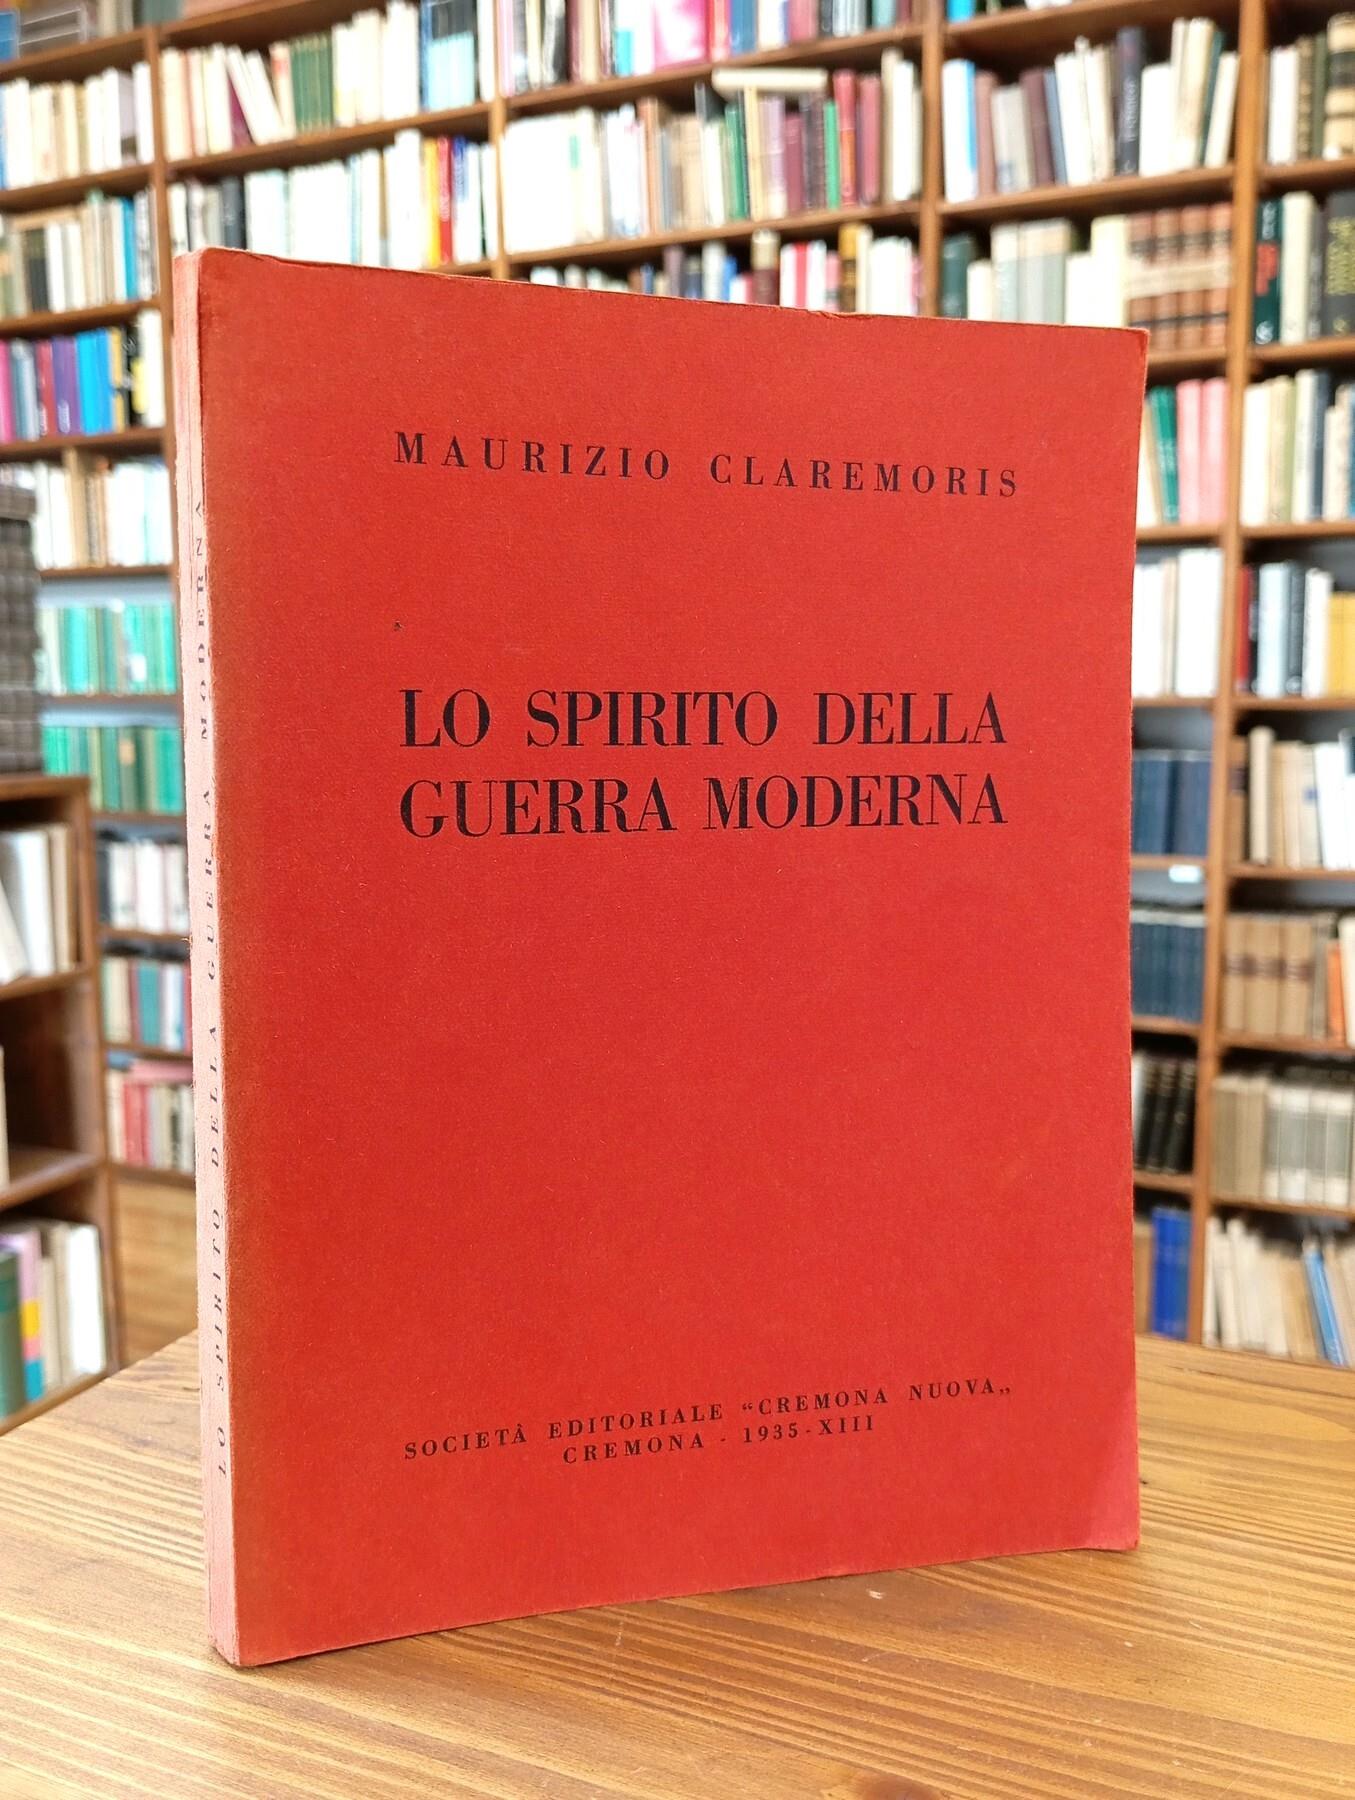 MAURIZIO CLAREMORIS
LO SPIRITO DELLA
GUERRA MODERNA
SOCIETÀ EDITORIALE “CREMONA NUOVA„
CREMONA - 1935-XIII
LO SPIRITO DELLA GUERRA MODERNA